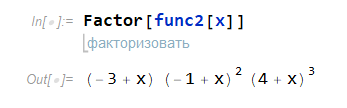 In[•]:= Factor[func2[x]]
факторизовать
Out[•]= (-3 + x) (-1 + x)² (4 + x)³